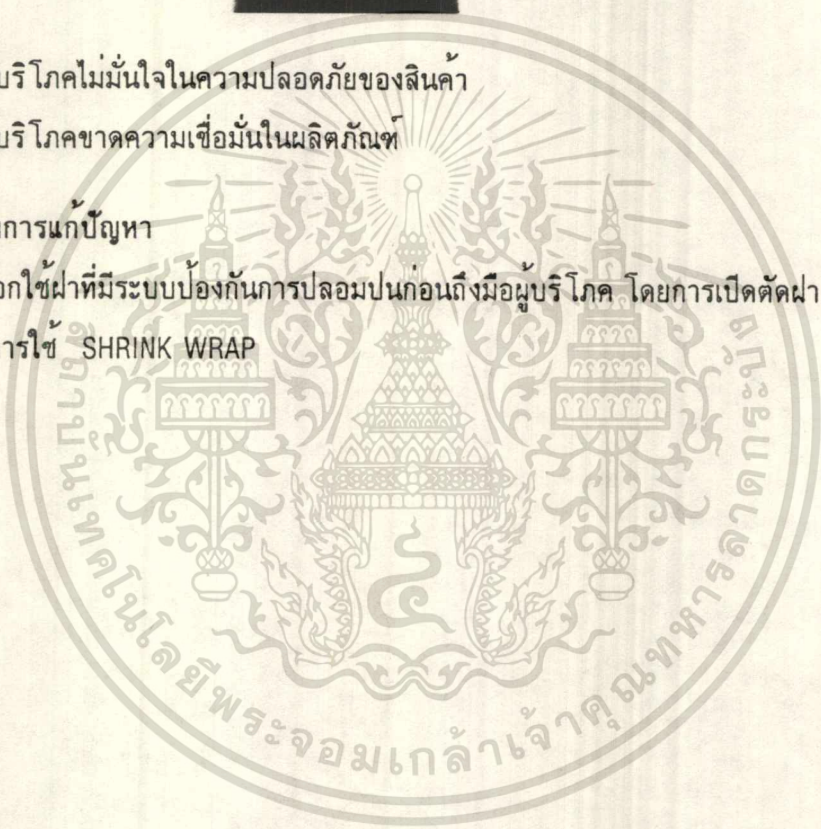 บริโภคไม่มั่นใจในความปลอดภัยของสินค้า
บริโภคขาดความเชื่อมั่นในผลิตภัณฑ์
การแก้ปัญหา
อกใช้ฝาที่มีระบบป้องกันการปลอมปนก่อนถึงมือผู้บริโภค โดยการเปิดตัดฝา
ารใช้ SHRINK WRAP
สถาบันเทคโนโลยีพระจอมเกล้าเจ้าคุณทหารลาดกระบัง